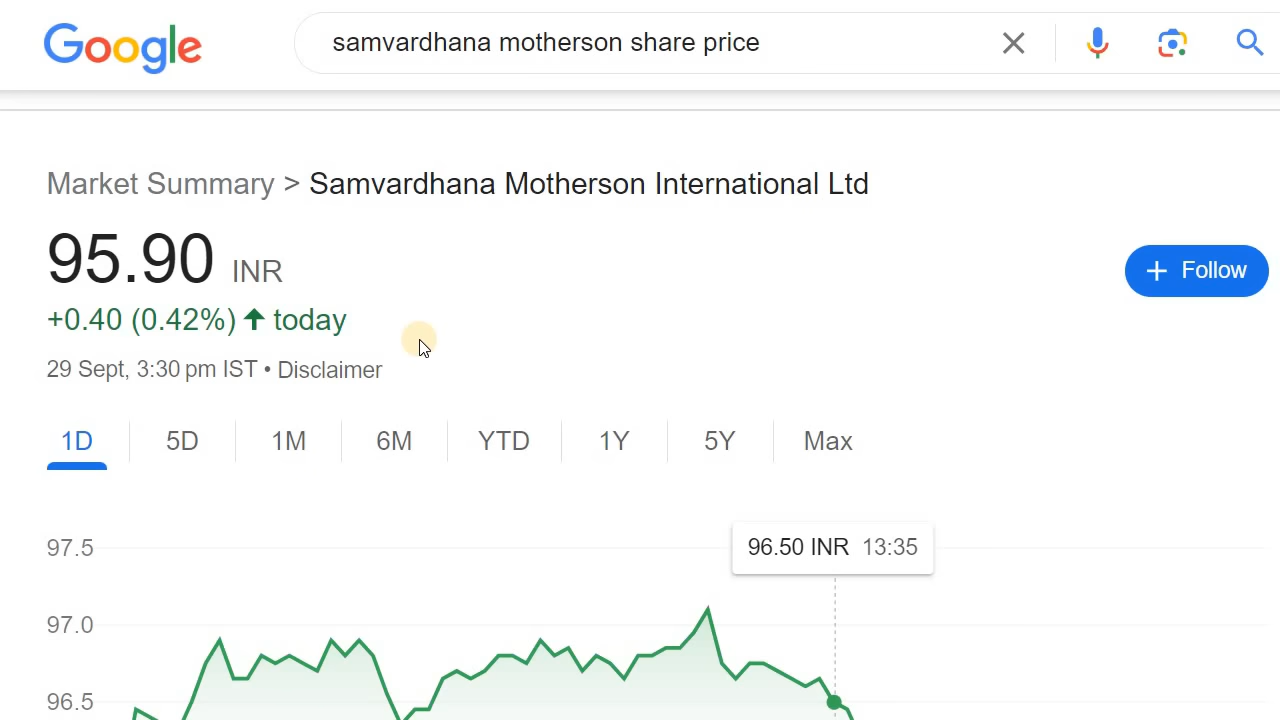 Google
samvardhana motherson share price
Market Summary > Samvardhana Motherson International Ltd
95.90 INR
+ Follow
+0.40 (0.42%) ↑ today
29 Sept, 3:30 pm IST • Disclaimer
1D 5D 1M 6M YTD 1Y 5Y Max
97.5
96.50 INR 13:35
97.0
96.5